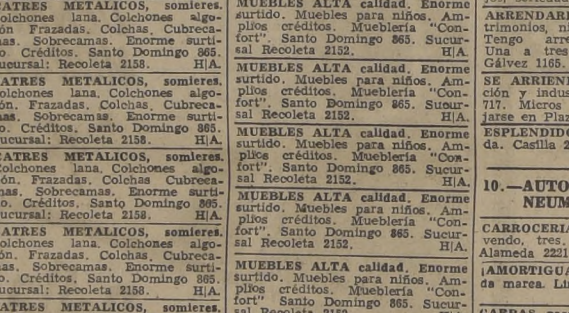 ATRES METALICOS, somieres.
olchones lana. Colchones algo-
ón. Frazadas. Colchas. Cubreca-
as. Sobrecamas. Enorme surti-
o. Créditos. Santo Domingo 865.
ucursal: Recoleta 2158. H|A.
ATRES METALICOS, somieres.
olchones lana. Colchones algo-
ón. Frazadas. Colchas. Cubreca-
as. Sobrecamas. Enorme surti-
o. Créditos. Santo Domingo 865.
ucursal: Recoleta 2158. H|A.
ATRES METALICOS, somieres.
olchones lana. Colchones algo-
ón. Frazadas. Colchas Cubreca-
as. Sobrecamas. Enorme surti-
o. Créditos. Santo Domingo 865
ucursal: Recoleta 2158. H|A.
ATRES METALICOS, somieres.
olchones lana. Colchones algo-
ón. Frazadas. Colchas. Cubreca-
as. Sobrecamas. Enorme surti-
o. Créditos. Santo Domingo 865.
ucursal: Recoleta 2158. H|A.
ATRES METALICOS, somieres.
MUEBLES ALTA calidad. Enorme
surtido. Muebles para niños. Am-
plios créditos. Mueblería "Con-
fort". Santo Domingo 865. Sucur-
sal Recoleta 2152. H|A.
MUEBLES ALTA calidad. Enorme
surtido. Muebles para niños. Am-
plios créditos. Mueblería "Con-
fort". Santo Domingo 865. Sucur-
sal Recoleta 2152. H|A.
MUEBLES ALTA calidad. Enorme
surtido. Muebles para niños. Am-
plios créditos. Mueblería "Con-
fort". Santo Domingo 865. Sucur-
sal Recoleta 2152. H|A.
MUEBLES ALTA calidad. Enorme
surtido. Muebles para niños. Am-
plios créditos. Mueblería "Con-
fort". Santo Domingo 865. Sucur-
sal Recoleta 2152. H|A.
MUEBLES ALTA calidad. Enorme
surtido. Muebles para niños. Am-
plios créditos. Mueblería "Con-
fort" Santo Domingo 865. Sucur-
ARRENDARI
trimonios, ni
Tengo arre
Una a tres
Gálvez 1165.
SE ARRIEN
ción y indus
717. Micros
jarse en Plaz
ESPLENDIDO
da. Casilla 2
10.—AUTO
NEUM
CARROCERIA
vendo, tres.
Alameda 2221
¡AMORTIGUA
da marca. Li